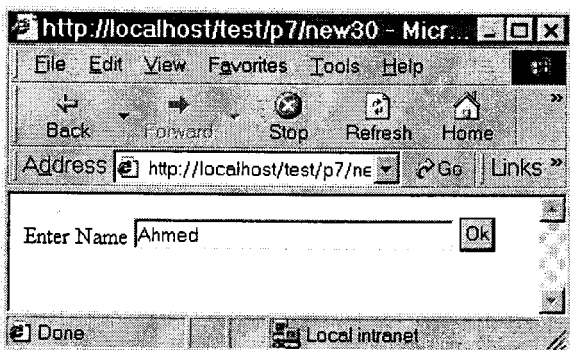 http://localhost/test/p7/new30 - Micr...
File Edit View Favorites Tools Help
Back Forward Stop Refresh Home »
Address http://localhost/test/p7/ne Go Links »
Enter Name Ahmed Ok
Done Local intranet